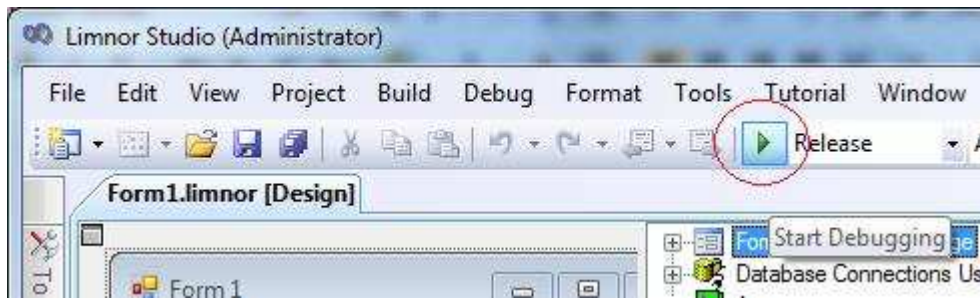 Limnor Studio (Administrator)
File Edit View Project Build Debug Format Tools Tutorial Window
Release
Form1.limnor [Design]
Start Debugging
Database Connections Us
To
Form 1